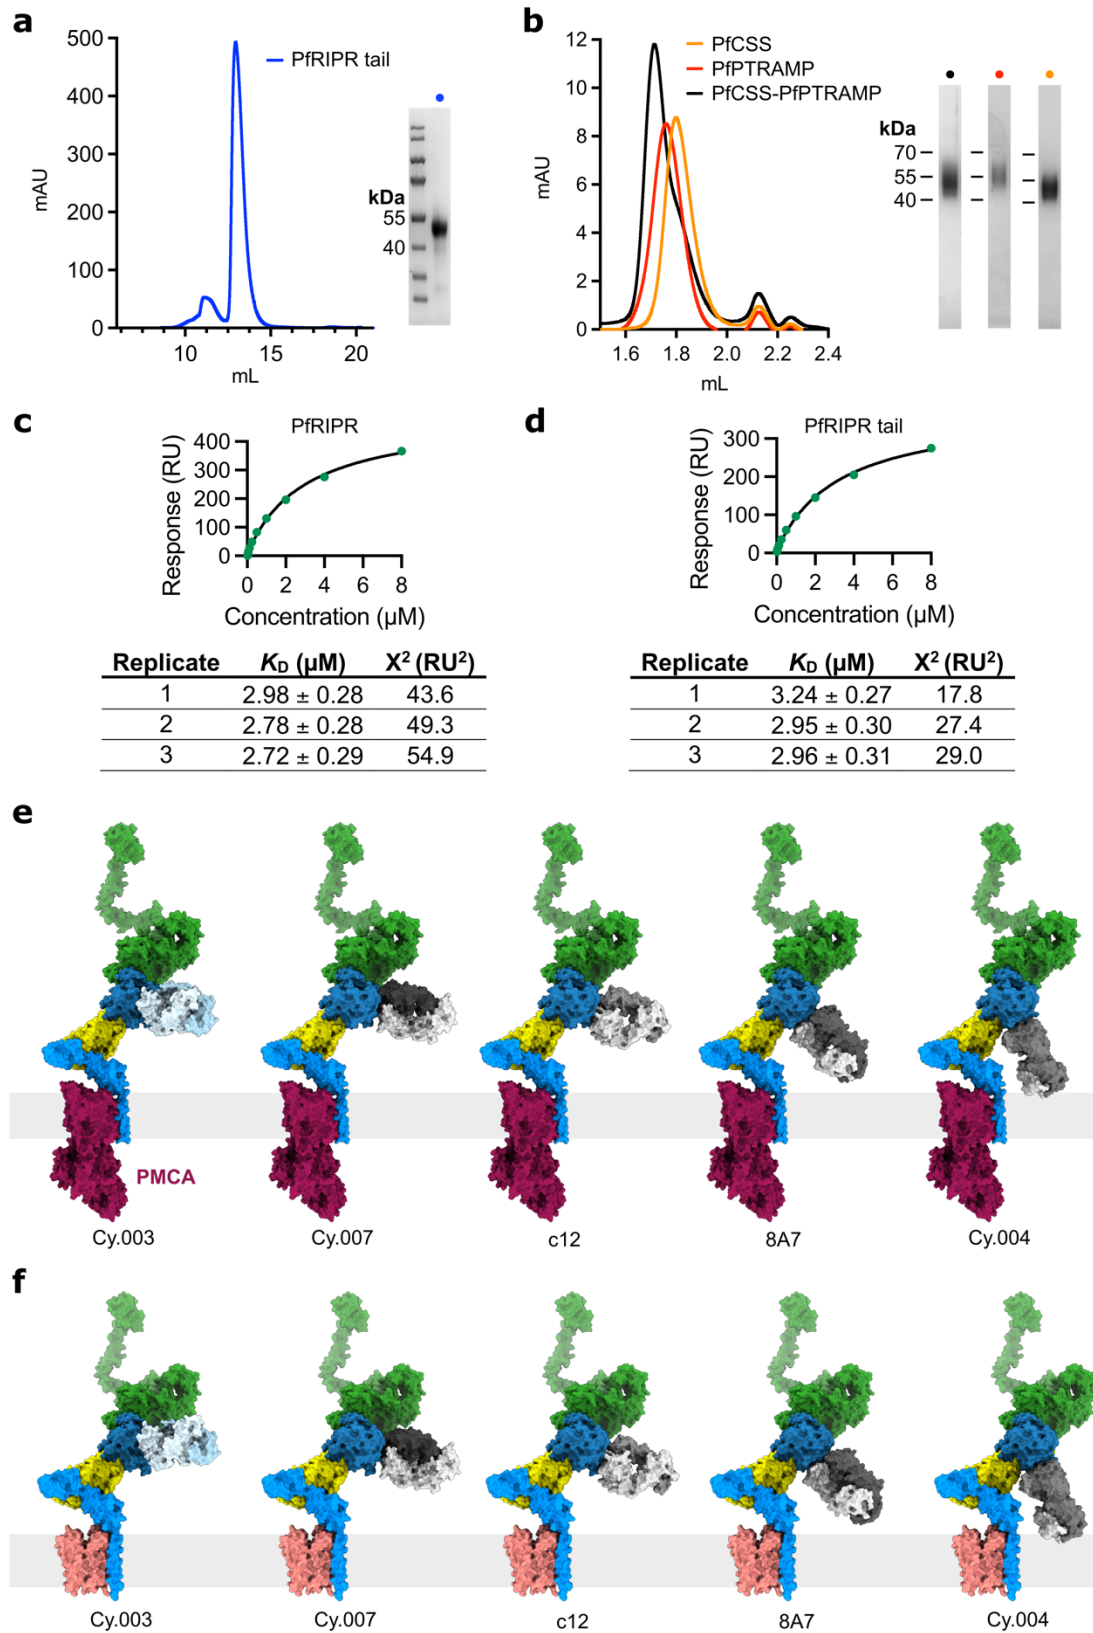 a
500
400
300
200
100
0
mAU
10 15 20
mL
PfRIPR tail
kDa
55
40
b
12
10
8
6
4
2
0
mAU
1.6 1.8 2.0 2.2 2.4
mL
PfCSS
PfPTRAMP
PfCSS-PfPTRAMP
kDa
70
55
40
c
PfRIPR
Response (RU)
400
300
200
100
0
0 2 4 6 8
Concentration (µM)
Replicate KD (µM) X² (RU²)
1 2.98 ± 0.28 43.6
2 2.78 ± 0.28 49.3
3 2.72 ± 0.29 54.9
d
PfRIPR tail
Response (RU)
300
200
100
0
0 2 4 6 8
Concentration (µM)
Replicate KD (µM) X² (RU²)
1 3.24 ± 0.27 17.8
2 2.95 ± 0.30 27.4
3 2.96 ± 0.31 29.0
e
PMCA
Cy.003 Cy.007 c12 8A7 Cy.004
f
Cy.003 Cy.007 c12 8A7 Cy.004